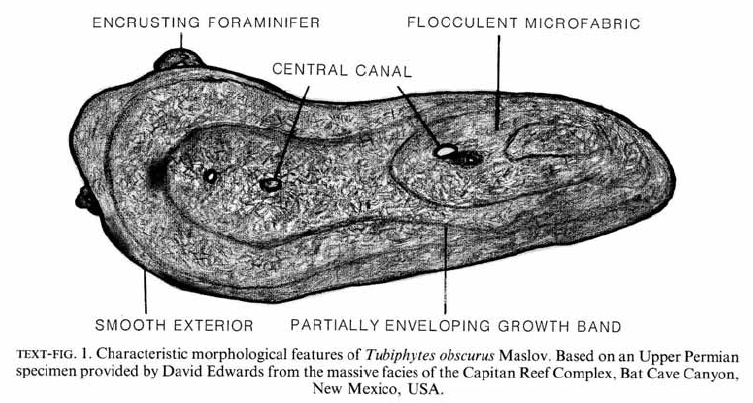 ENCRUSTING FORAMINIFER
FLOCCULENT MICROFABRIC
CENTRAL CANAL
SMOOTH EXTERIOR
PARTIALLY ENVELOPING GROWTH BAND
TEXT-FIG. 1. Characteristic morphological features of Tubiphytes obscurus Maslov. Based on an Upper Permian
specimen provided by David Edwards from the massive facies of the Capitan Reef Complex, Bat Cave Canyon,
New Mexico, USA.